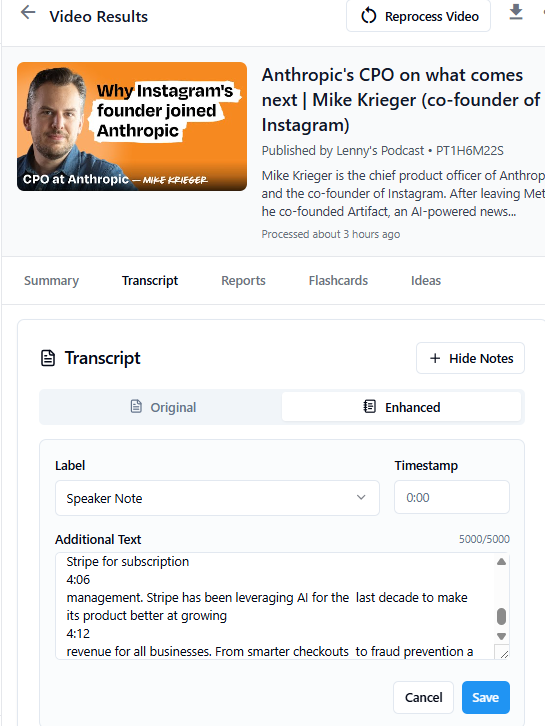 Video Results
Reprocess Video
Why Instagram's
founder joined
Anthropic
CPO at Anthropic — MIKE KRIEGER
Anthropic's CPO on what comes
next | Mike Krieger (co-founder of
Instagram)
Published by Lenny's Podcast • PT1H6M22S
Mike Krieger is the chief product officer of Anthrop
and the co-founder of Instagram. After leaving Met
he co-founded Artifact, an AI-powered news...
Processed about 3 hours ago
Summary
Transcript
Reports
Flashcards
Ideas
Transcript
Hide Notes
Original
Enhanced
Label
Timestamp
Speaker Note
0:00
Additional Text
5000/5000
Stripe for subscription
4:06
management. Stripe has been leveraging AI for the  last decade to make
its product better at growing
4:12
revenue for all businesses. From smarter checkouts  to fraud prevention a
Cancel
Save